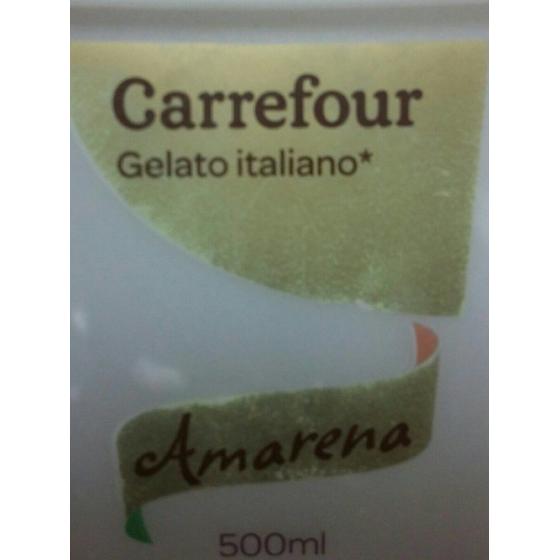 Carrefour
Gelato italiano*
Amarena
500ml